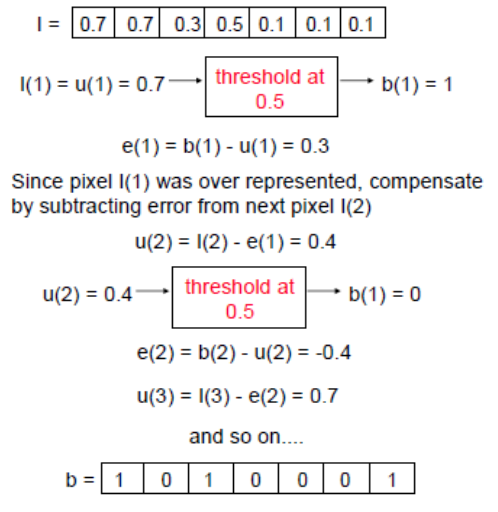 I = 0.7 0.7 0.3 0.5 0.1 0.1 0.1
I(1) = u(1) = 0.7 threshold at 0.5 b(1) = 1
e(1) = b(1) - u(1) = 0.3
Since pixel I(1) was over represented, compensate
by subtracting error from next pixel I(2)
u(2) = I(2) - e(1) = 0.4
u(2) = 0.4 threshold at 0.5 b(1) = 0
e(2) = b(2) - u(2) = -0.4
u(3) = I(3) - e(2) = 0.7
and so on....
b = 1 0 1 0 0 0 1